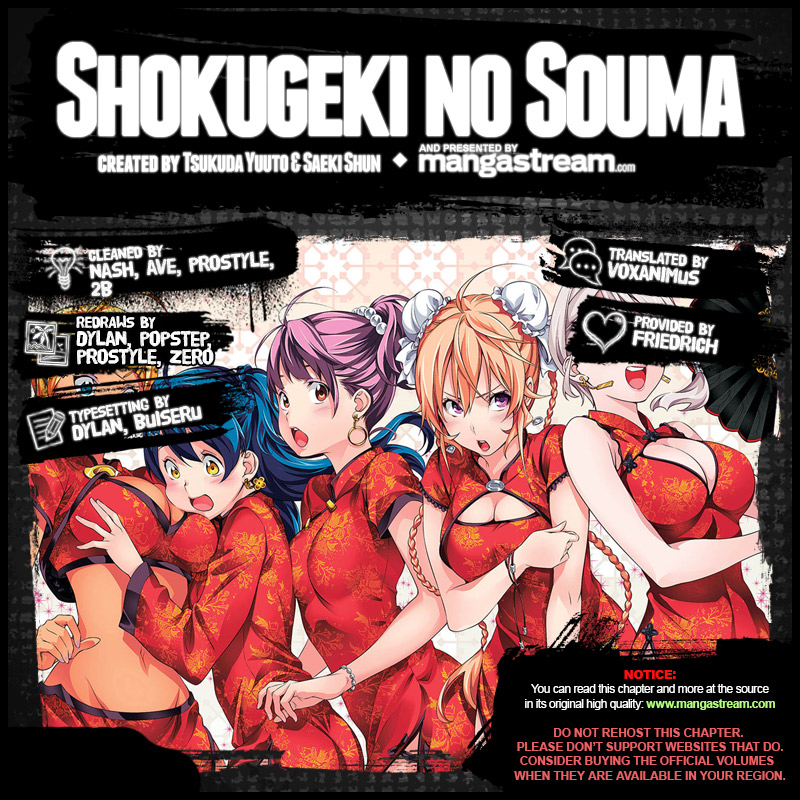 SHOKUGEKI NO SOUMA
CREATED BY TSUKUDA YUUTO & SAEKI SHUN ◆ AND PRESENTED BY
mangastream.com
CLEANED BY
NASH, AVE, PROSTYLE,
2B
REDRAWS BY
DYLAN, POPSTEP,
PROSTYLE, ZERO
TYPESETTING BY
DYLAN, BUISERU
TRANSLATED BY
VOXANIMUS
PROVIDED BY
FRIEDRICH
NOTICE:
You can read this chapter and more at the source
in its original high quality: www.mangastream.com
DO NOT REHOST THIS CHAPTER.
PLEASE DON'T SUPPORT WEBSITES THAT DO.
CONSIDER BUYING THE OFFICIAL VOLUMES
WHEN THEY ARE AVAILABLE IN YOUR REGION.